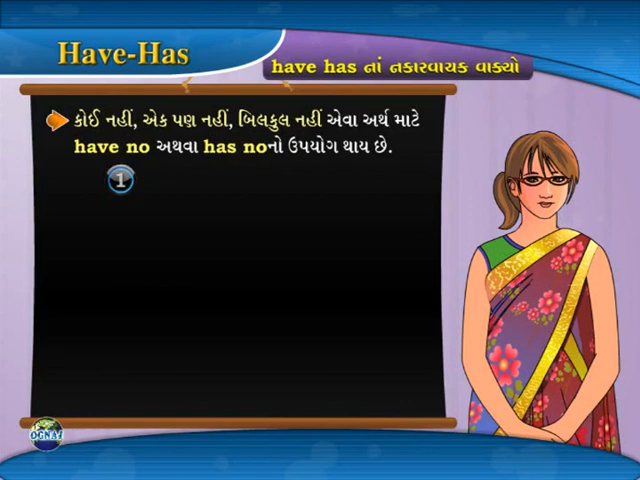 Have-Has
have has નાં નકારવાચક વાક્યો
કોઈ નહીં, એક પણ નહીં, બિલકુલ નહીં એવા અર્થ માટે
have no અથવા has noનો ઉપયોગ થાય છે.
1